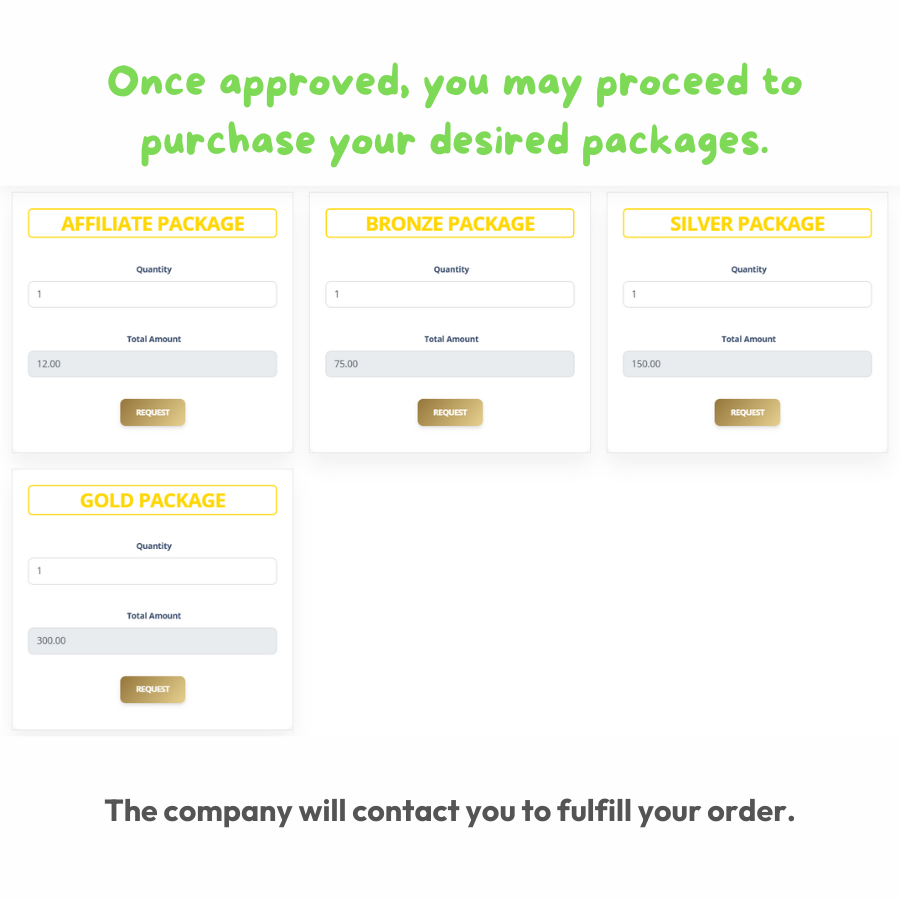 Once approved, you may proceed to
purchase your desired packages.
AFFILIATE PACKAGE
Quantity
1
Total Amount
12.00
REQUEST
BRONZE PACKAGE
Quantity
1
Total Amount
75.00
REQUEST
SILVER PACKAGE
Quantity
1
Total Amount
150.00
REQUEST
GOLD PACKAGE
Quantity
1
Total Amount
300.00
REQUEST
The company will contact you to fulfill your order.